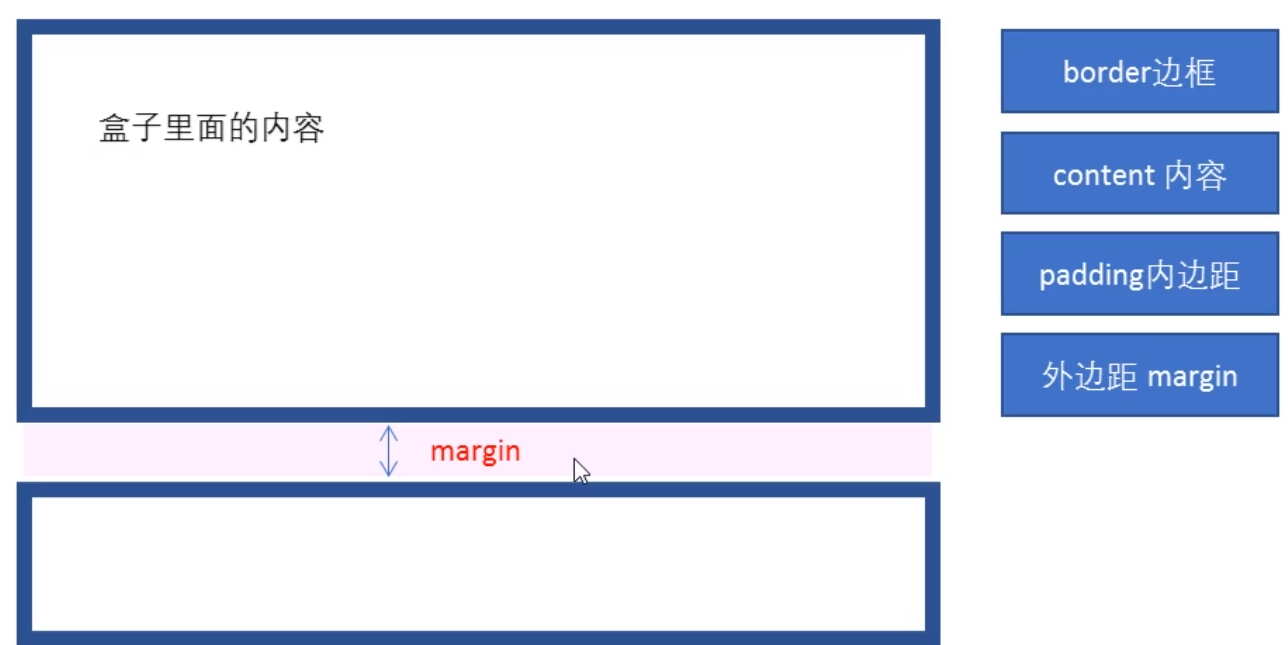 盒子里面的内容
margin
border边框
content 内容
padding内边距
外边距 margin